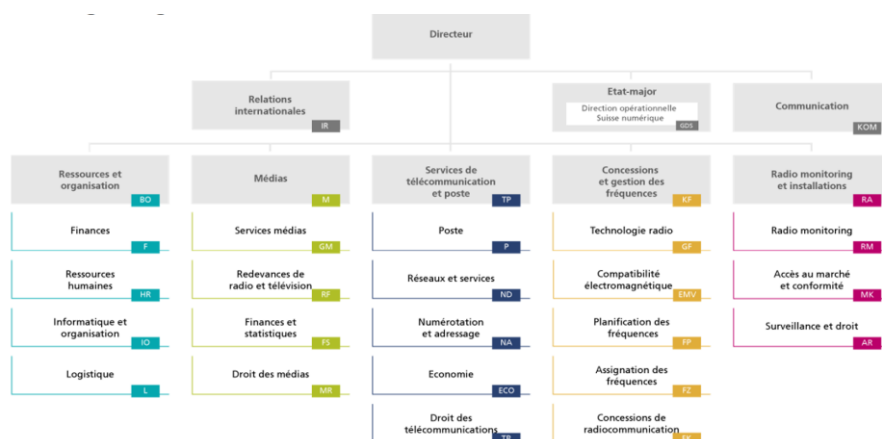 Directeur
Relations
internationales
IR
Etat-major
Direction opérationnelle
Suisse numérique
GDS
Communication
KOM
Ressources et
organisation
BO
Médias
M
Services de
télécommunication
et poste
TP
Concessions
et gestion des
fréquences
KF
Radio monitoring
et installations
RA
Finances
F
Services médias
GM
Poste
P
Technologie radio
GF
Radio monitoring
RM
Ressources
humaines
HR
Redevances de
radio et télévision
RF
Réseaux et services
ND
Compatibilité
électromagnétique
EMV
Accès au marché
et conformité
MK
Informatique et
organisation
IO
Finances et
statistiques
FS
Numérotation
et adressage
NA
Planification des
fréquences
FP
Surveillance et droit
AR
Logistique
L
Droit des médias
MR
Economie
ECO
Assignation des
fréquences
FZ
Droit des
télécommunications
TR
Concessions de
radiocommunication
FK